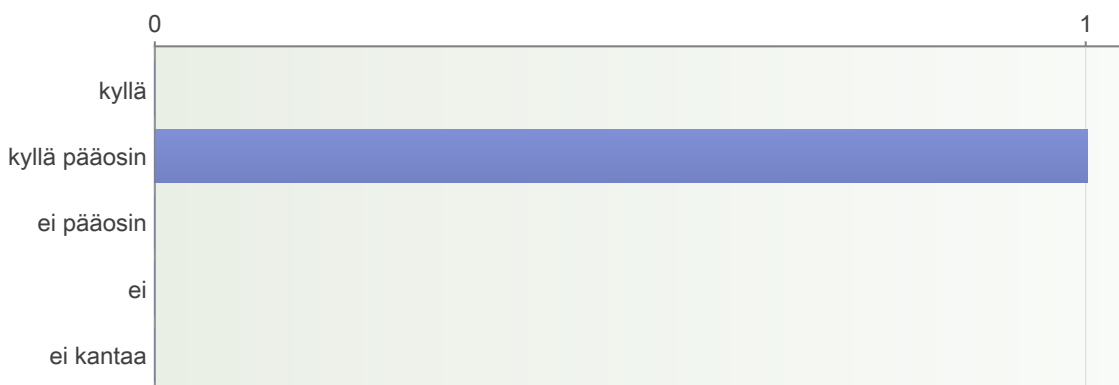 0 1
kyllä
kyllä pääosin
ei pääosin
ei
ei kantaa